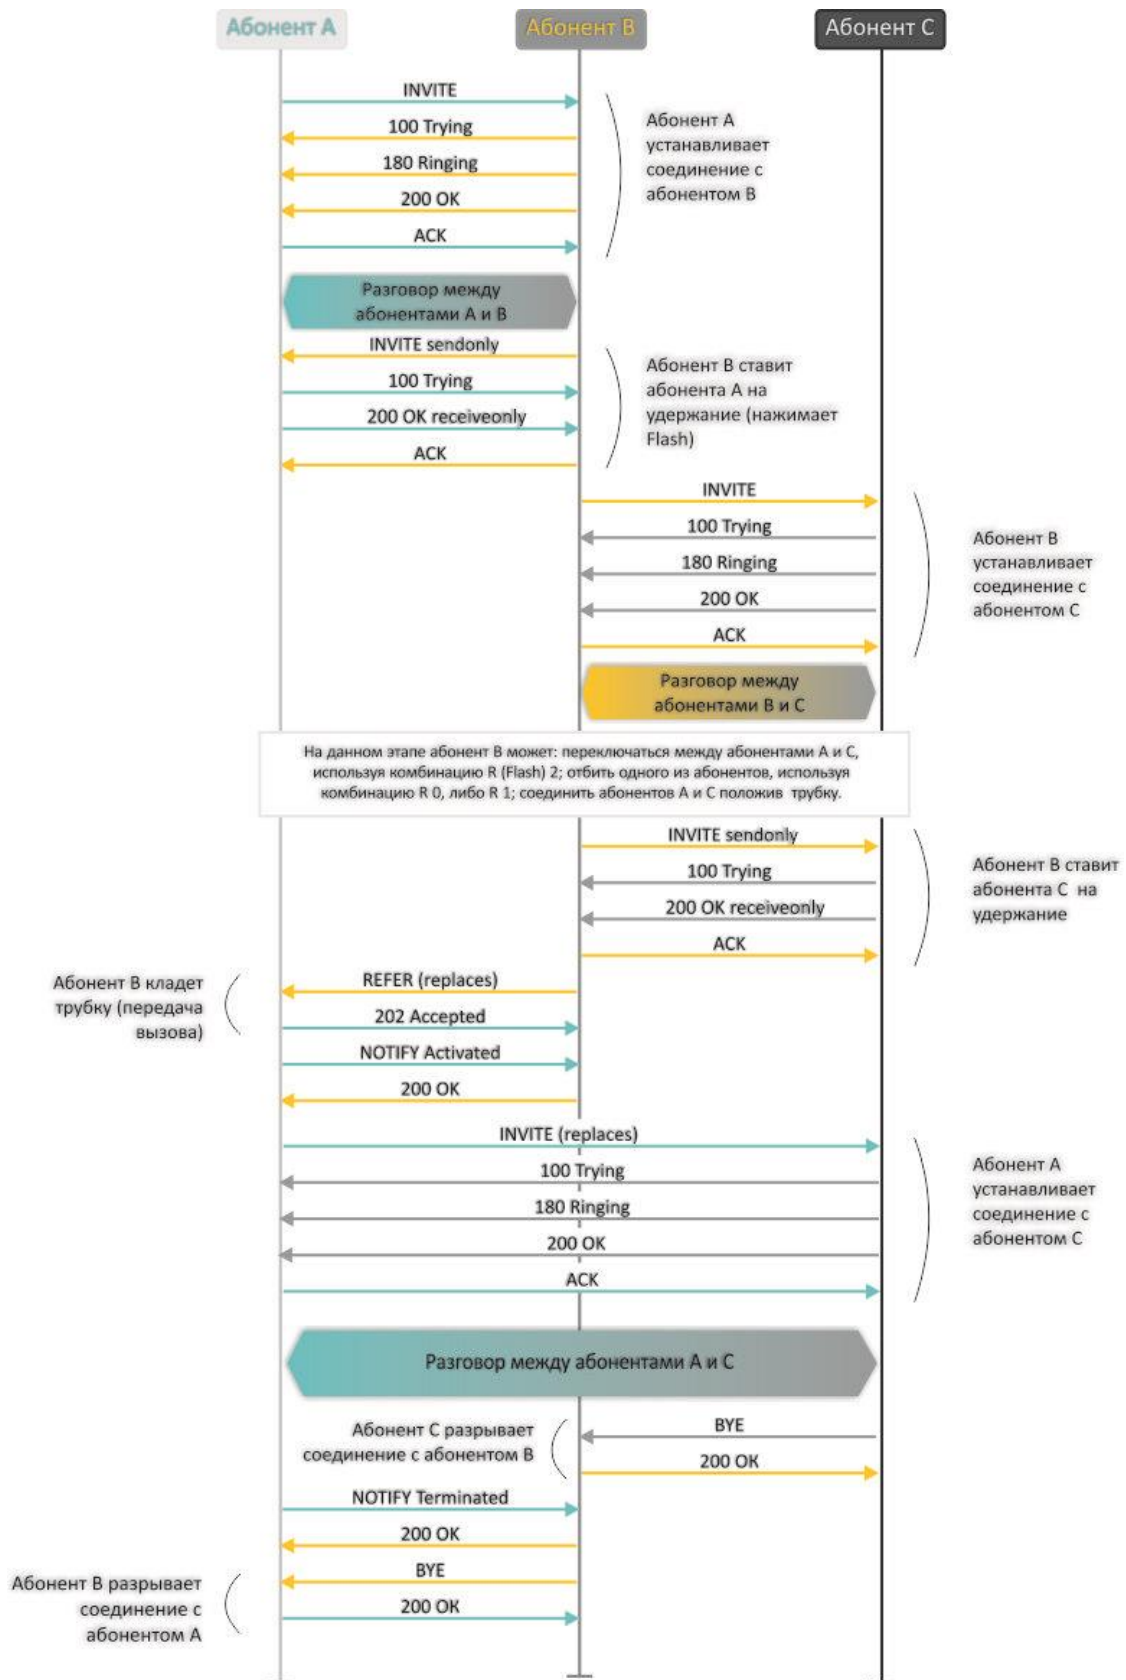 Абонент A
Абонент B
Абонент C
INVITE
100 Trying
180 Ringing
200 OK
ACK
Абонент A
устанавливает
соединение с
абонентом B
Разговор между
абонентами A и B
INVITE sendonly
100 Trying
200 OK receiveonly
ACK
Абонент B ставит
абонента A на
удержание (нажимает
Flash)
INVITE
100 Trying
180 Ringing
200 OK
ACK
Абонент B
устанавливает
соединение с
абонентом C
Разговор между
абонентами B и C
На данном этапе абонент B может: переключаться между абонентами A и C,
используя комбинацию R (Flash) 2; отбить одного из абонентов, используя
комбинацию R 0, либо R 1; соединить абонентов A и C положив трубку.
INVITE sendonly
100 Trying
200 OK receiveonly
ACK
Абонент B ставит
абонента C на
удержание
Абонент B кладет
трубку (передача
вызова)
REFER (replaces)
202 Accepted
NOTIFY Activated
200 OK
INVITE (replaces)
100 Trying
180 Ringing
200 OK
ACK
Абонент A
устанавливает
соединение с
абонентом C
Разговор между абонентами A и C
Абонент C разрывает
соединение с абонентом B
BYE
200 OK
NOTIFY Terminated
200 OK
BYE
200 OK
Абонент B разрывает
соединение с
абонентом A